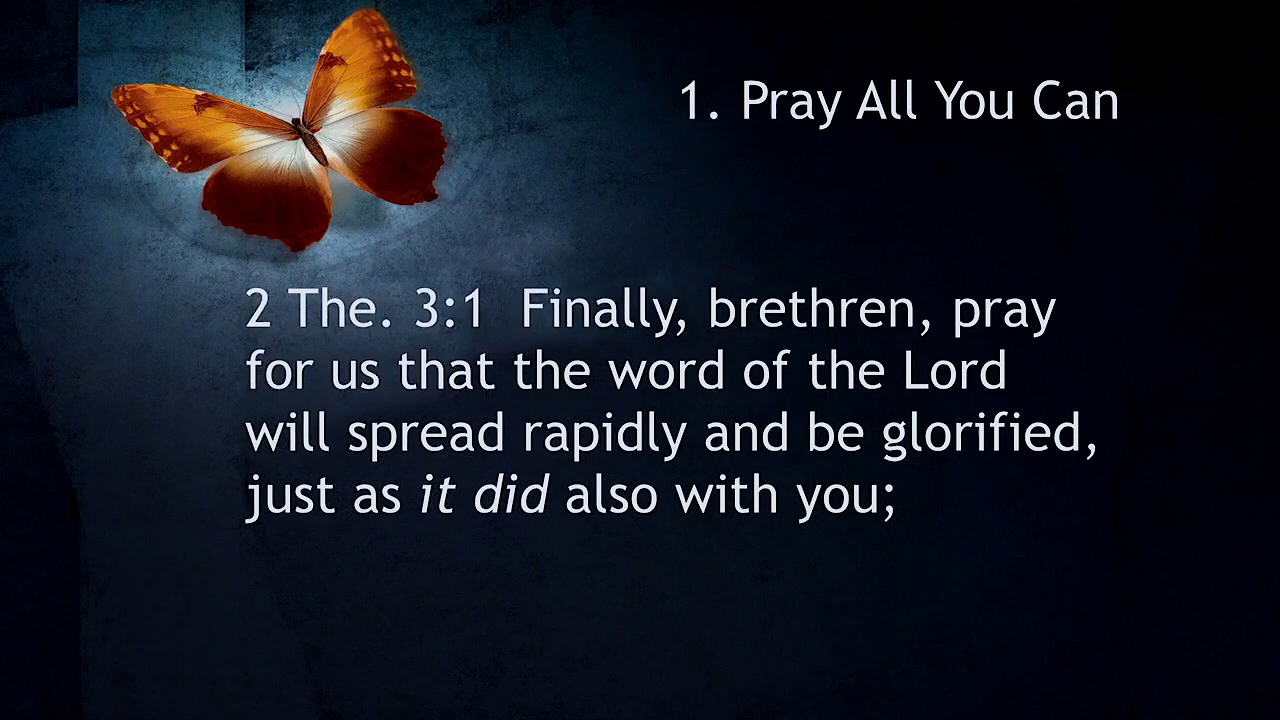 1. Pray All You Can
2 The. 3:1  Finally, brethren, pray
for us that the word of the Lord
will spread rapidly and be glorified,
just as it did also with you;